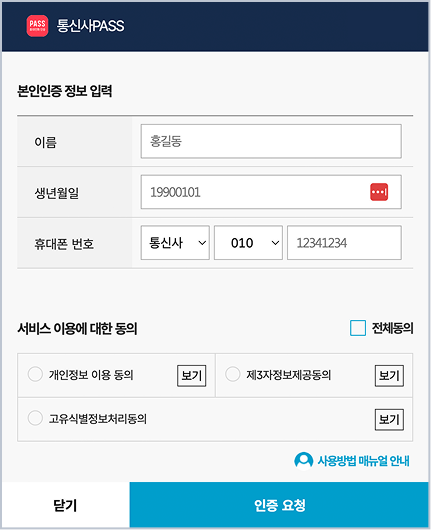 PASS 통신사PASS
본인인증 정보 입력
이름 홍길동
생년월일 19900101
휴대폰 번호 통신사 010 12341234
서비스 이용에 대한 동의 전체동의
개인정보 이용 동의 보기 제3자정보제공동의 보기
고유식별정보처리동의 보기
사용방법 매뉴얼 안내
닫기 인증 요청